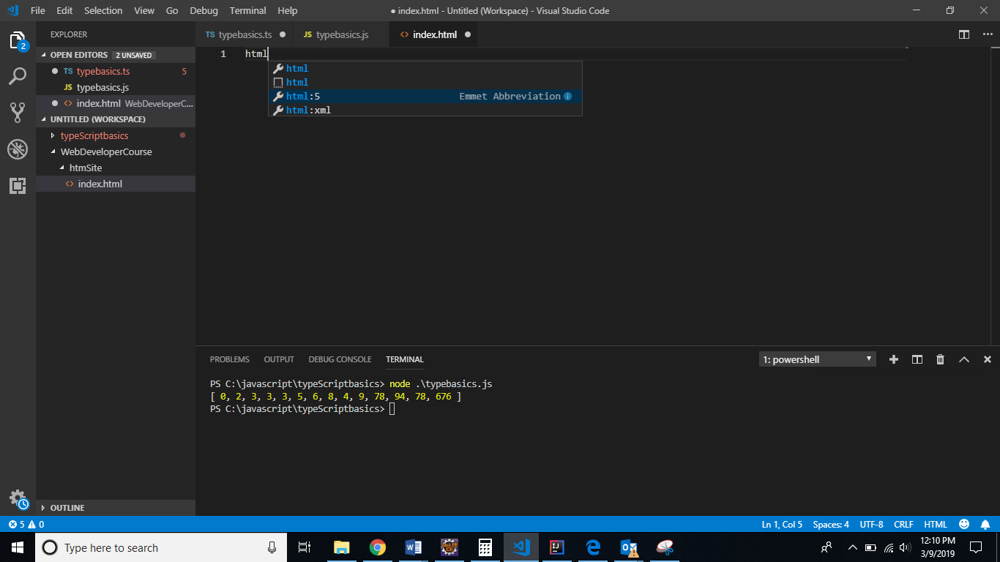 File Edit Selection View Go Debug Terminal Help
● index.html - Untitled (Workspace) - Visual Studio Code
EXPLORER
TS typebasics.ts ●
JS typebasics.js
<> index.html ●
2
OPEN EDITORS 2 UNSAVED
TS typebasics.ts 5
JS typebasics.js
<> index.html WebDeveloperC...
UNTITLED (WORKSPACE)
typeScriptbasics
WebDeveloperCourse
htmSite
<> index.html
OUTLINE
1 html
html
html
html:5 Emmet Abbreviation
html:xml
PROBLEMS OUTPUT DEBUG CONSOLE TERMINAL
1: powershell
PS C:\javascript\typeScriptbasics> node .\typebasics.js
[ 0, 2, 3, 3, 3, 5, 6, 8, 4, 9, 78, 94, 78, 676 ]
PS C:\javascript\typeScriptbasics>
5 0
Ln 1, Col 5 Spaces: 4 UTF-8 CRLF HTML
Type here to search
12:10 PM
3/9/2019